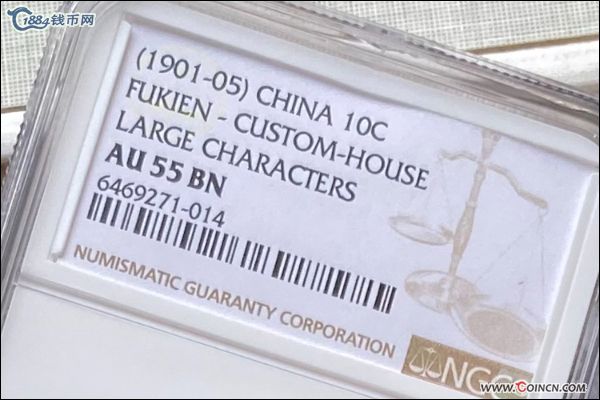 1884钱币网
(1901-05) CHINA 10C
FUKIEN - CUSTOM-HOUSE
LARGE CHARACTERS
AU 55 BN
6469271-014
NUMISMATIC GUARANTY CORPORATION
NGC
www.COINCN.com